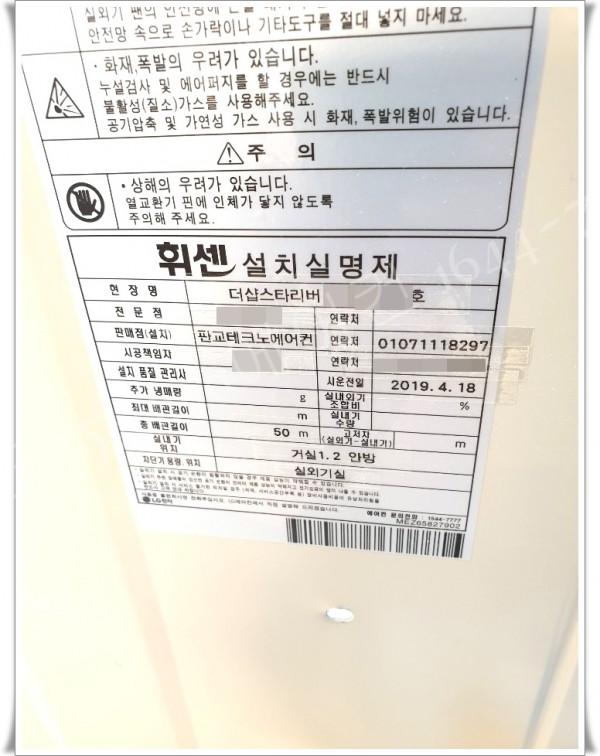 안전망 속으로 손가락이나 기타도구를 절대 넣지 마세요.
· 화재,폭발의 우려가 있습니다.
누설검사 및 에어퍼지를 할 경우에는 반드시
불활성(질소)가스를 사용해주세요.
공기압축 및 가연성 가스 사용 시 화재, 폭발위험이 있습니다.
주 의
· 상해의 우려가 있습니다.
열교환기 핀에 인체가 닿지 않도록
주의해 주세요.
휘센 설치실명제
현 장 명 더샵스타리버 호
전 문 점 연락처
판매점(설치) 판교테크노에어컨 연락처 01071118297
시공책임자 연락처
설치 품질 관리사 시운전일 2019. 4. 18
추가 냉매량 g 실내외기 조합비 %
최대 배관길이 m 실내기 수량
총 배관길이 50 m 고저차 (실외기-실내기) m
실내기 위치 거실1.2 안방
차단기 용량, 위치 실외기실
LG전자
에어컨 문의전화 : 1544-7777
MEZ65827902